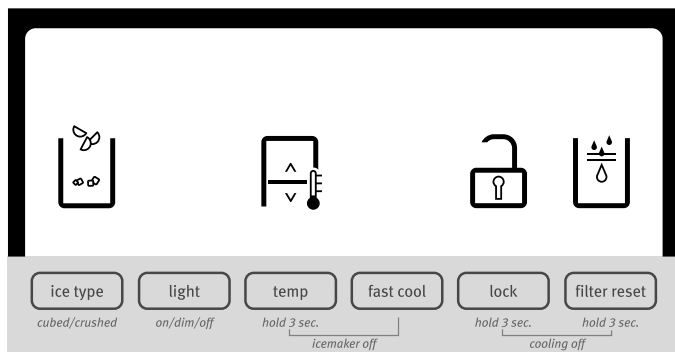 ice type light temp fast cool lock filter reset
cubed/crushed on/dim/off hold 3 sec. hold 3 sec. hold 3 sec.
icemaker off cooling off